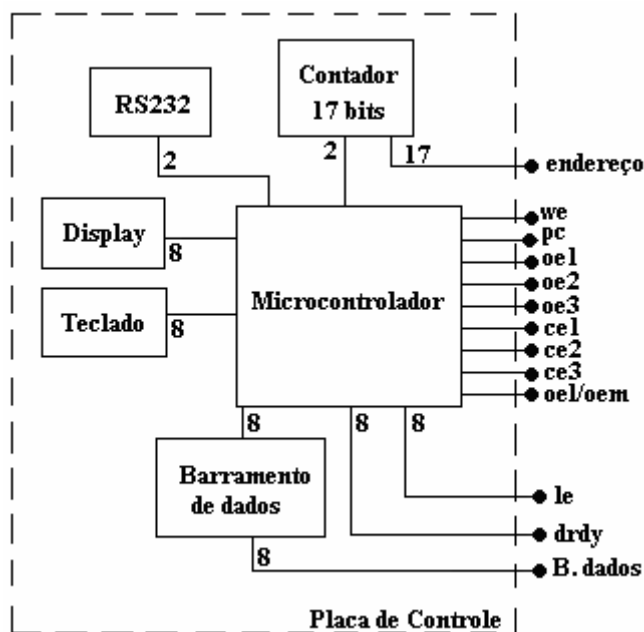 RS232
2
Contador
17 bits
2
17
endereço
Display
8
Teclado
8
Microcontrolador
we
pc
oe1
oe2
oe3
ce1
ce2
ce3
oel/oem
8
8
8
Barramento
de dados
8
le
drdy
B. dados
Placa de Controle